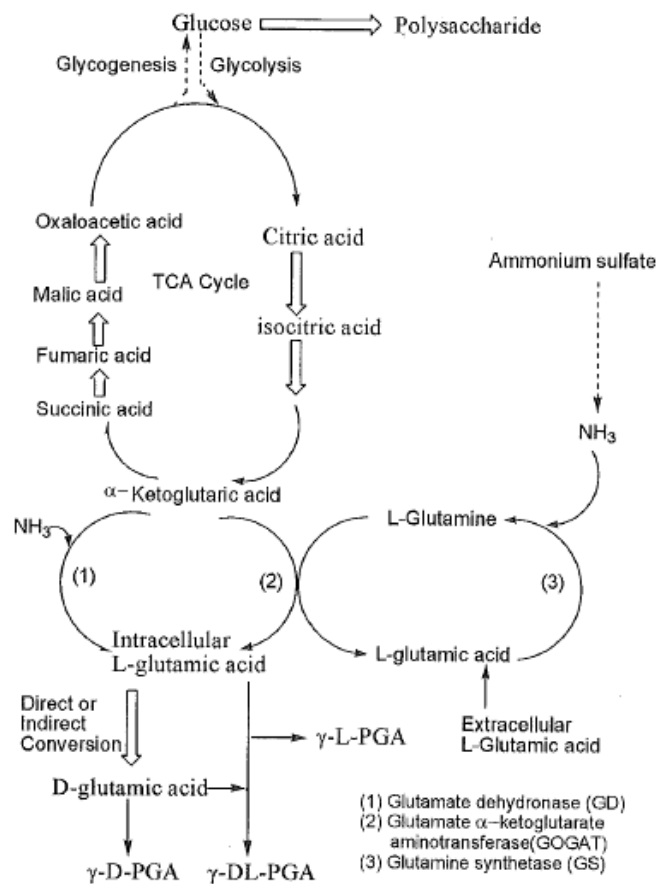 Glucose
Polysaccharide
Glycogenesis
Glycolysis
Oxaloacetic acid
Citric acid
Ammonium sulfate
TCA Cycle
Malic acid
isocitric acid
Fumaric acid
Succinic acid
NH3
α-Ketoglutaric acid
NH3
L-Glutamine
(1)
(2)
(3)
Intracellular
L-glutamic acid
L-glutamic acid
Direct or
Indirect
Conversion
Extracellular
L-Glutamic acid
γ-L-PGA
D-glutamic acid
(1) Glutamate dehydronase (GD)
(2) Glutamate α-ketoglutarate
aminotransferase(GOGAT)
(3) Glutamine synthetase (GS)
γ-D-PGA
γ-DL-PGA